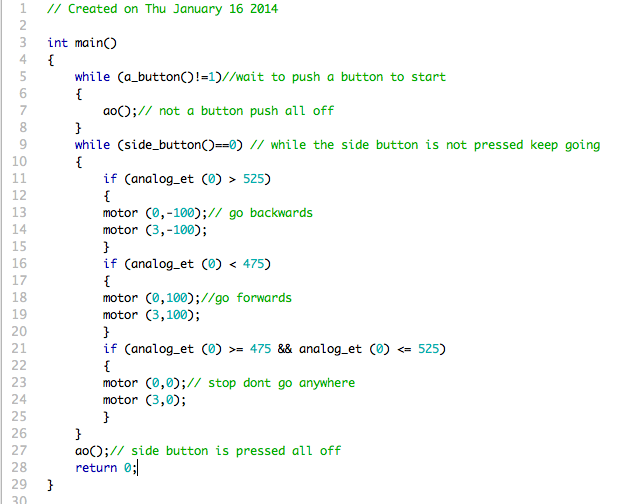 1 // Created on Thu January 16 2014
2
3 int main()
4 {
5 while (a_button()!=1)//wait to push a button to start
6 {
7 ao();// not a button push all off
8 }
9 while (side_button()==0) // while the side button is not pressed keep going
10 {
11 if (analog_et (0) > 525)
12 {
13 motor (0,-100);// go backwards
14 motor (3,-100);
15 }
16 if (analog_et (0) < 475)
17 {
18 motor (0,100);//go forwards
19 motor (3,100);
20 }
21 if (analog_et (0) >= 475 && analog_et (0) <= 525)
22 {
23 motor (0,0);// stop dont go anywhere
24 motor (3,0);
25 }
26 }
27 ao();// side button is pressed all off
28 return 0;
29 }
30